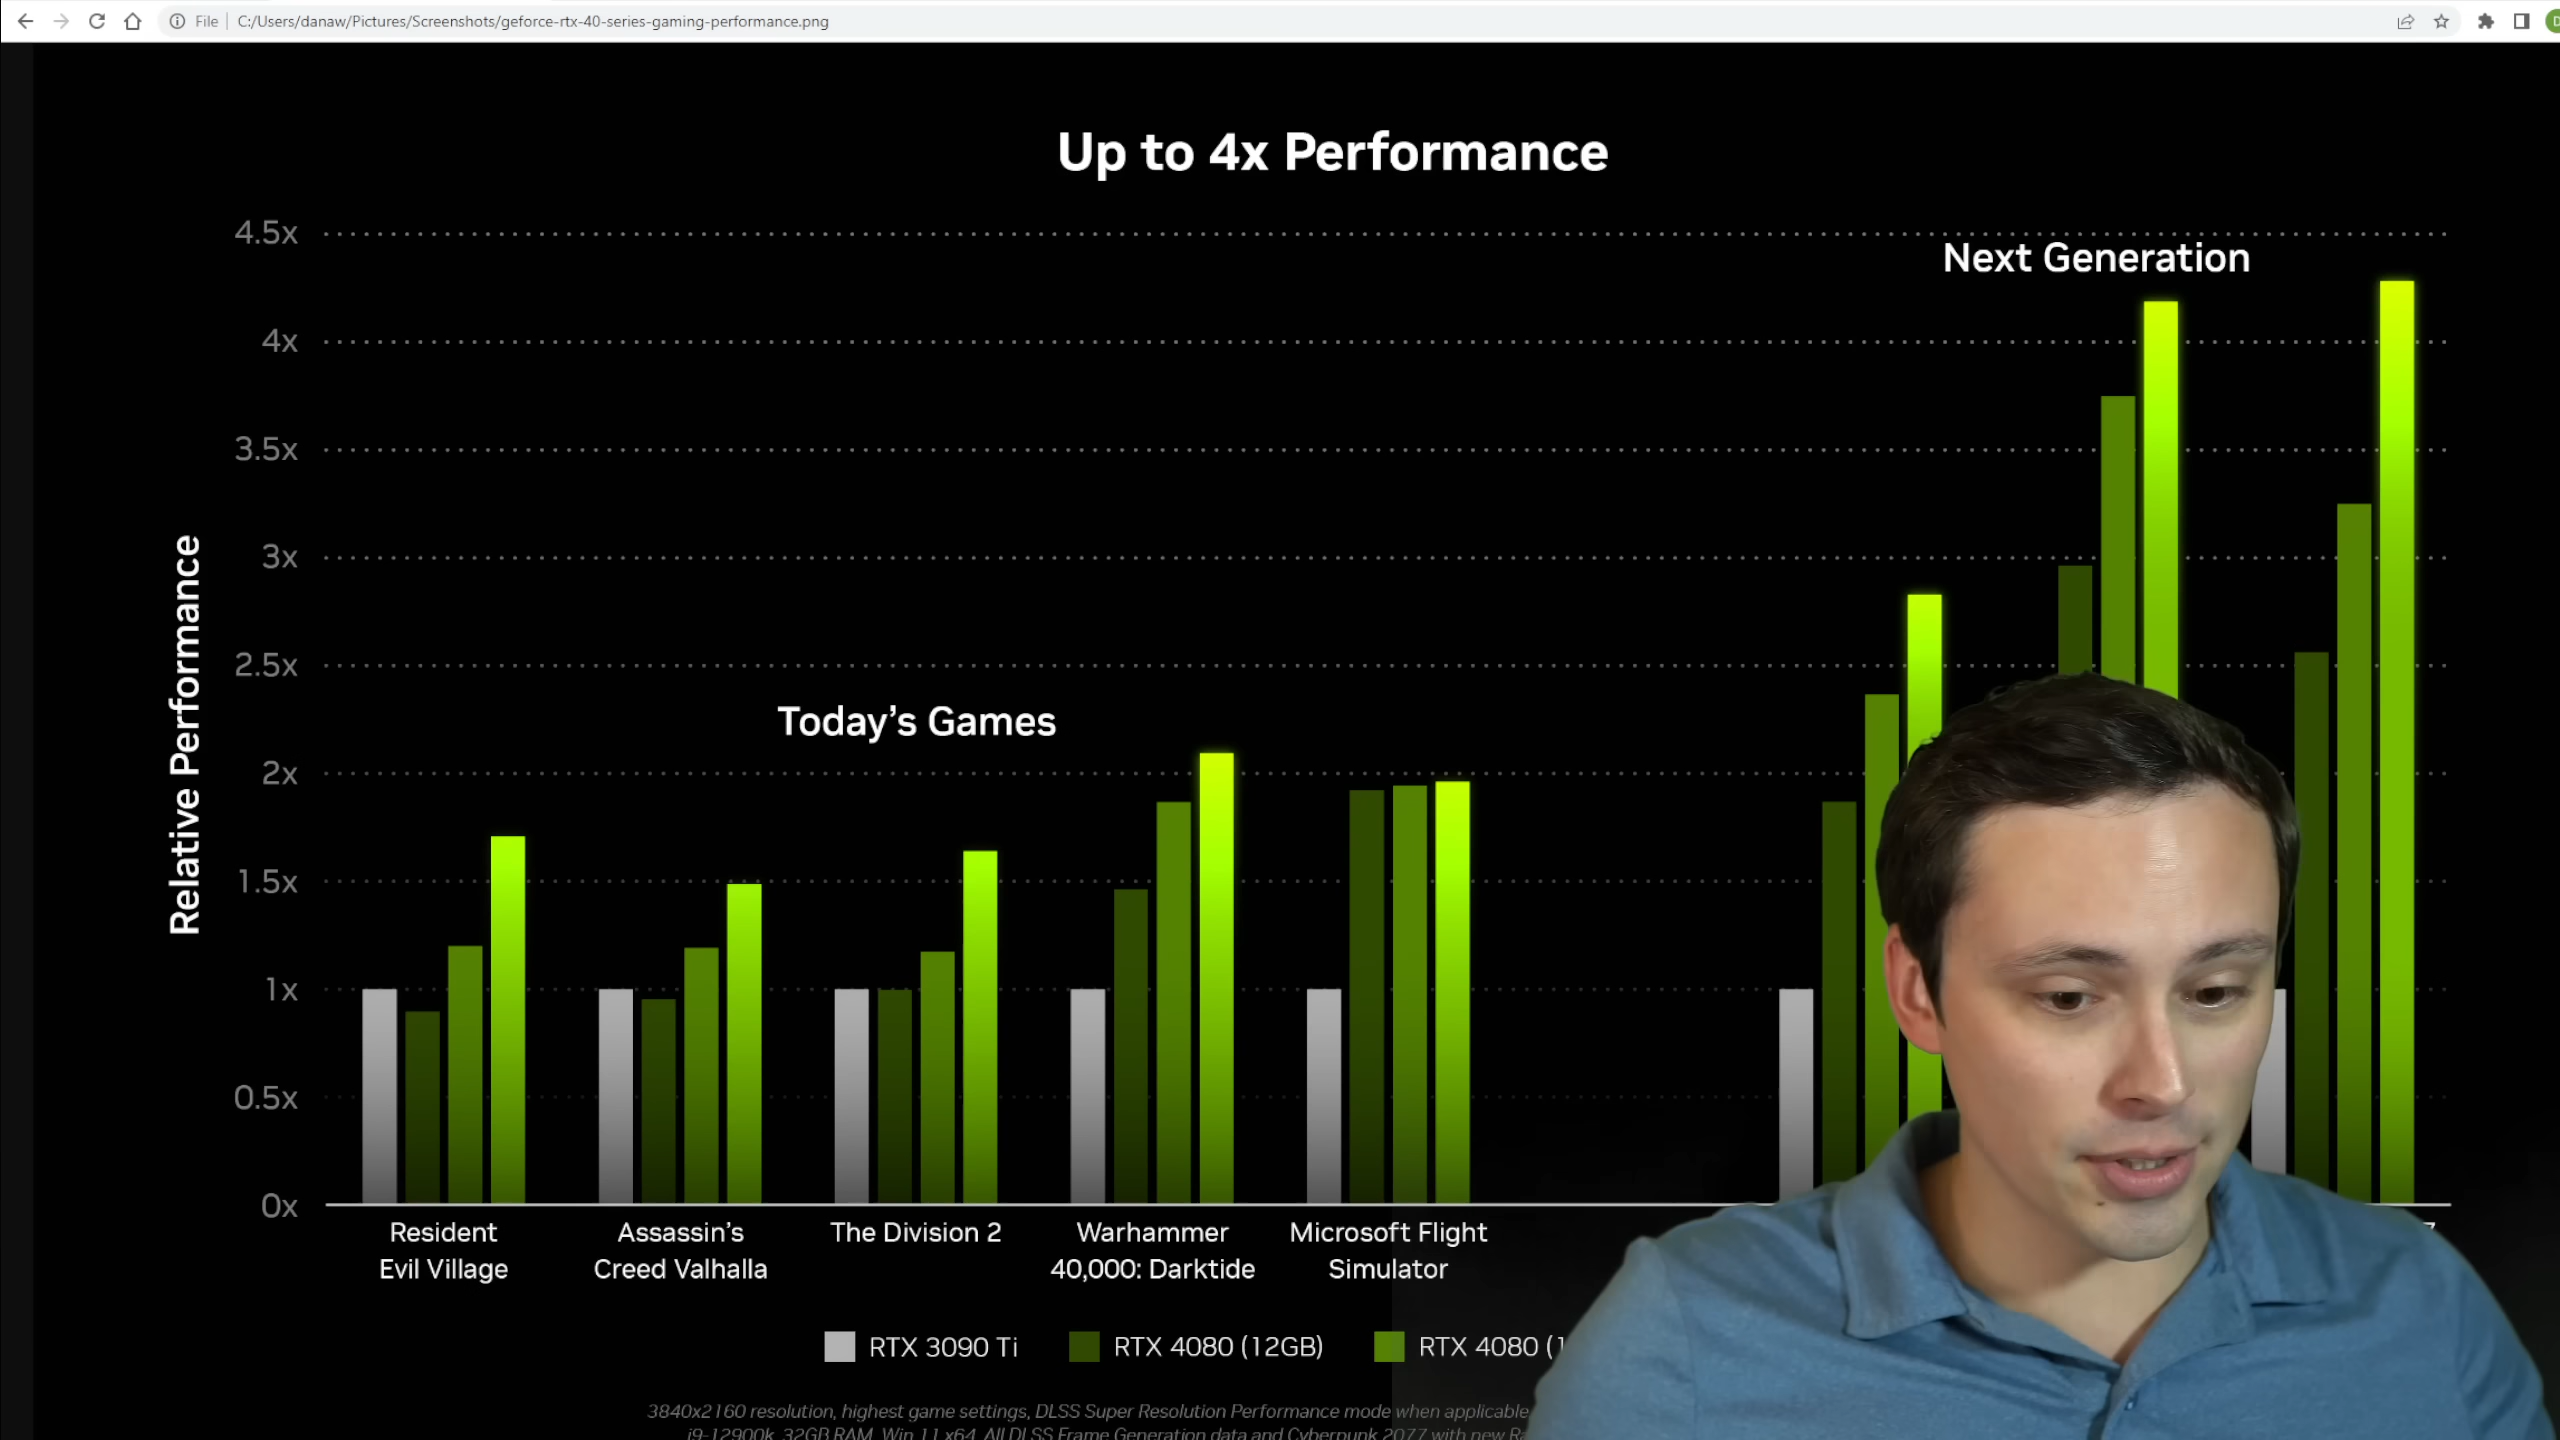 File
C:/Users/danaw/Pictures/Screenshots/geforce-rtx-40-series-gaming-performance.png
Up to 4x Performance
4.5x
Next Generation
4x
3.5x
3x
2.5x
Today's Games
2x
1.5x
1x
0.5x
0x
Relative Performance
Resident
Evil Village
Assassin's
Creed Valhalla
The Division 2
Warhammer
40,000: Darktide
Microsoft Flight
Simulator
RTX 3090 Ti
RTX 4080 (12GB)
RTX 4080 (1
3840x2160 resolution, highest game settings, DLSS Super Resolution Performance mode when applicable
i9-12900k, 32GB RAM, Win 11 x64. All DLSS Frame Generation data and Cyberpunk 2077 with new